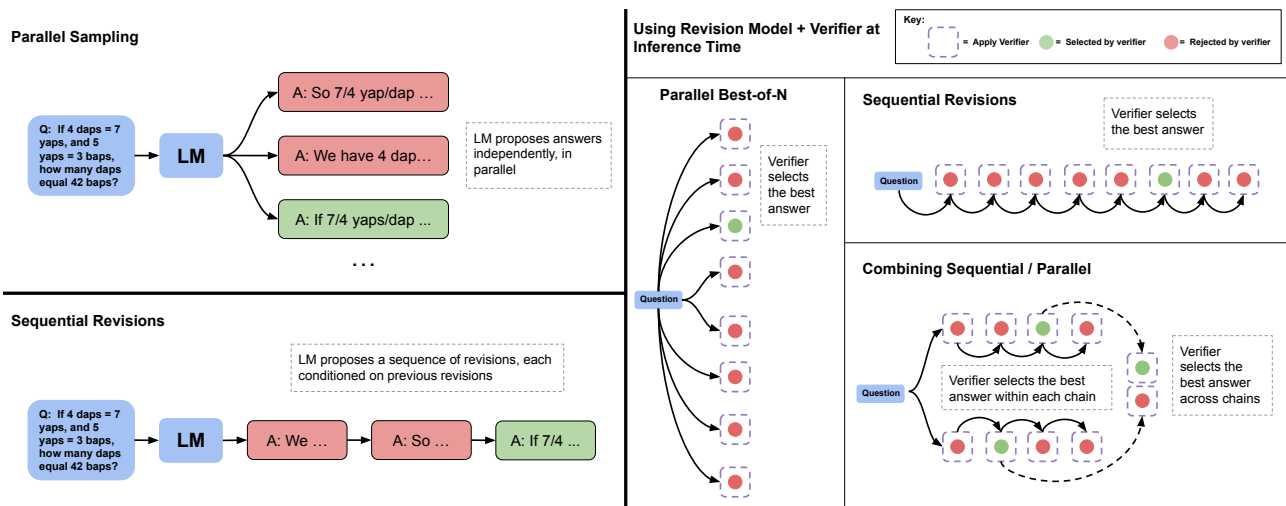 Parallel Sampling
Q: If 4 daps = 7
yaps, and 5
yaps = 3 baps,
how many daps
equal 42 baps?
LM
A: So 7/4 yap/dap ...
A: We have 4 dap...
A: If 7/4 yaps/dap ...
LM proposes answers
independently, in
parallel
...
Sequential Revisions
LM proposes a sequence of revisions, each
conditioned on previous revisions
Q: If 4 daps = 7
yaps, and 5
yaps = 3 baps,
how many daps
equal 42 baps?
LM
A: We ...
A: So ...
A: If 7/4 ...
Using Revision Model + Verifier at
Inference Time
Key:
= Apply Verifier
= Selected by verifier
= Rejected by verifier
Parallel Best-of-N
Verifier
selects
the best
answer
Question
Sequential Revisions
Verifier selects
the best answer
Question
Combining Sequential / Parallel
Question
Verifier selects the best
answer within each chain
Verifier
selects the
best answer
across chains